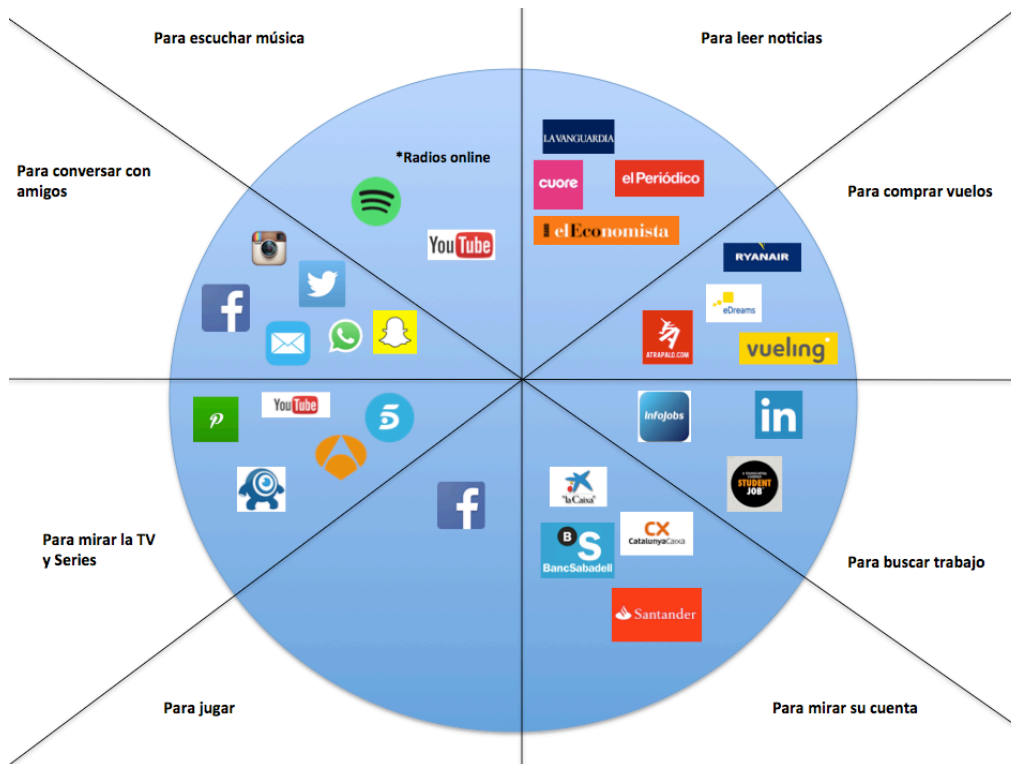 Para escuchar música
Para leer noticias
*Radios online
LA VANGUARDIA
Para conversar con
amigos
cuore
el Periódico
Para comprar vuelos
elEconomista
YouTube
RYANAIR
eDreams
ATRAPALO.COM
vueling
YouTube
5
InfoJobs
in
"la Caixa"
STUDENT
JOB
Para mirar la TV
y Series
B S
BancSabadell
CX
CatalunyaCaixa
Para buscar trabajo
Santander
Para jugar
Para mirar su cuenta